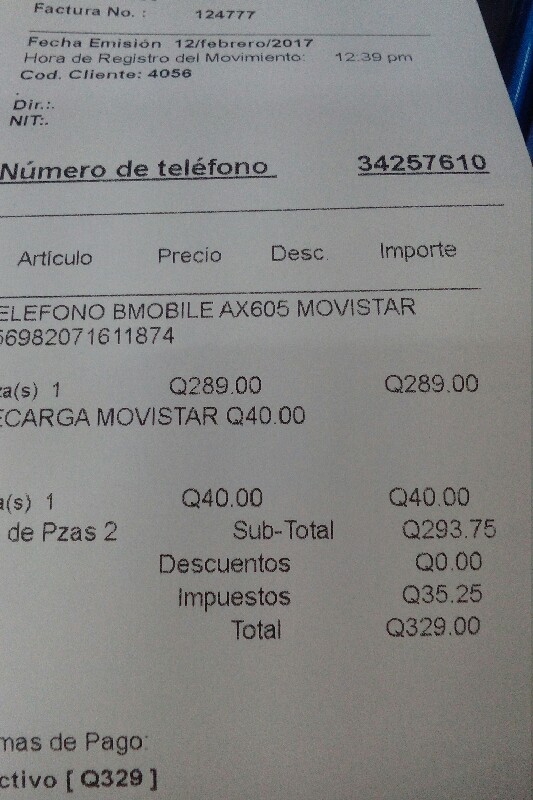 Factura No. : 124777
Fecha Emisión 12/febrero/2017
Hora de Registro del Movimiento: 12:39 pm
Cod. Cliente: 4056
.
Dir.:.
NIT:.
Número de teléfono 34257610
Artículo Precio Desc. Importe
ELEFONO BMOBILE AX605 MOVISTAR
56982071611874
za(s) 1 Q289.00 Q289.00
ECARGA MOVISTAR Q40.00
a(s) 1 Q40.00 Q40.00
de Pzas 2 Sub-Total Q293.75
Descuentos Q0.00
Impuestos Q35.25
Total Q329.00
mas de Pago:
ctivo [ Q329 ]